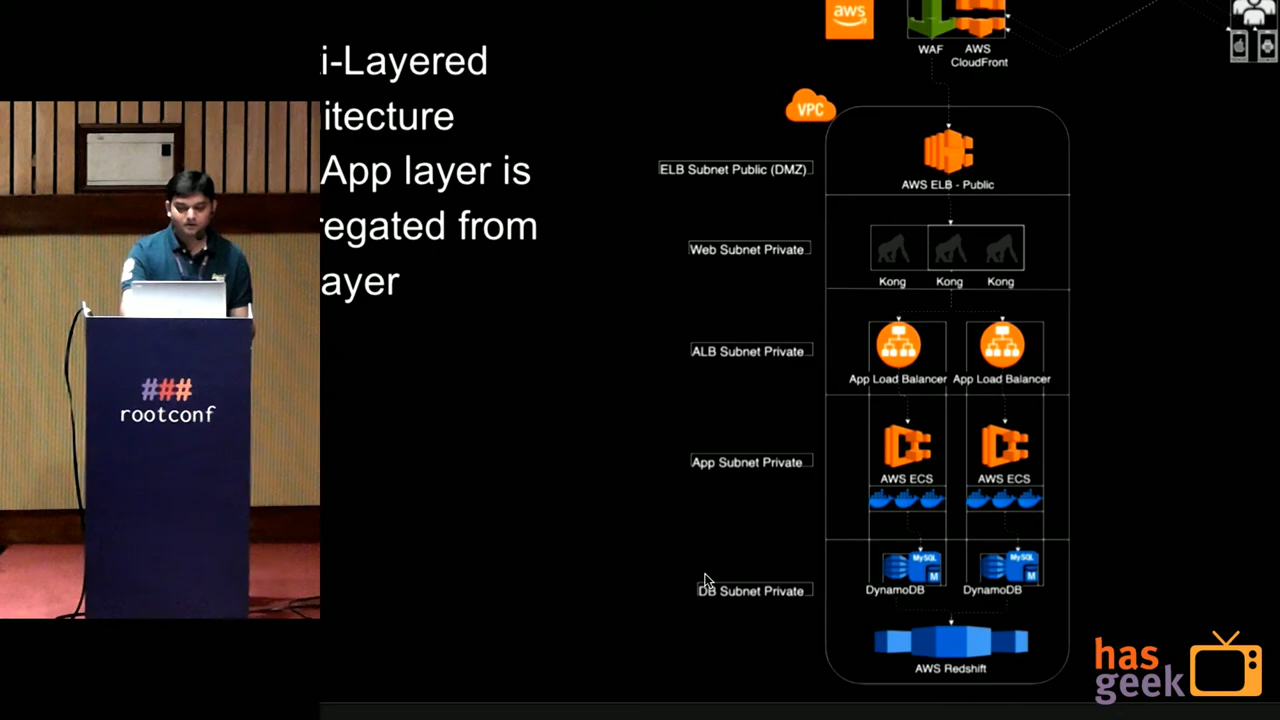 i-Layered
itecture
App layer is
regated from
ayer
aws
WAF
AWS
CloudFront
VPC
ELB Subnet Public (DMZ)
AWS ELB - Public
Web Subnet Private
Kong Kong Kong
ALB Subnet Private
App Load Balancer App Load Balancer
App Subnet Private
AWS ECS AWS ECS
MySQL MySQL
M M
DB Subnet Private
DynamoDB DynamoDB
AWS Redshift
###
rootconf
has
geek